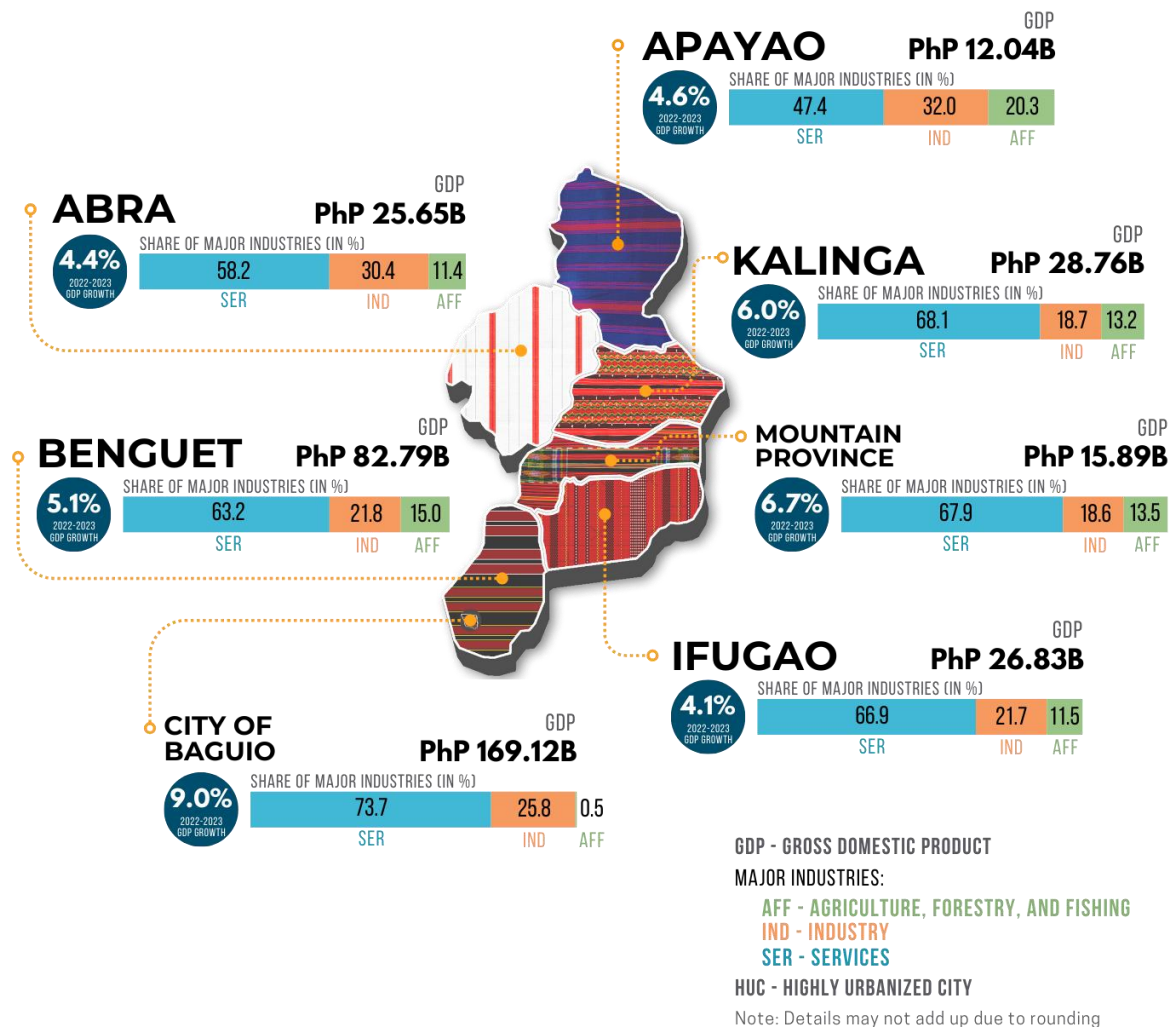 APAYAO
GDP
PhP 12.04B
4.6%
2022-2023
GDP GROWTH
SHARE OF MAJOR INDUSTRIES (IN %)
47.4 32.0 20.3
SER IND AFF
ABRA
GDP
PhP 25.65B
4.4%
2022-2023
GDP GROWTH
SHARE OF MAJOR INDUSTRIES (IN %)
58.2 30.4 11.4
SER IND AFF
KALINGA
GDP
PhP 28.76B
6.0%
2022-2023
GDP GROWTH
SHARE OF MAJOR INDUSTRIES (IN %)
68.1 18.7 13.2
SER IND AFF
BENGUET
GDP
PhP 82.79B
5.1%
2022-2023
GDP GROWTH
SHARE OF MAJOR INDUSTRIES (IN %)
63.2 21.8 15.0
SER IND AFF
MOUNTAIN
PROVINCE
GDP
PhP 15.89B
6.7%
2022-2023
GDP GROWTH
SHARE OF MAJOR INDUSTRIES (IN %)
67.9 18.6 13.5
SER IND AFF
IFUGAO
GDP
PhP 26.83B
4.1%
2022-2023
GDP GROWTH
SHARE OF MAJOR INDUSTRIES (IN %)
66.9 21.7 11.5
SER IND AFF
CITY OF
BAGUIO
GDP
PhP 169.12B
9.0%
2022-2023
GDP GROWTH
SHARE OF MAJOR INDUSTRIES (IN %)
73.7 25.8 0.5
SER IND AFF
GDP - GROSS DOMESTIC PRODUCT
MAJOR INDUSTRIES:
AFF - AGRICULTURE, FORESTRY, AND FISHING
IND - INDUSTRY
SER - SERVICES
HUC - HIGHLY URBANIZED CITY
Note: Details may not add up due to rounding